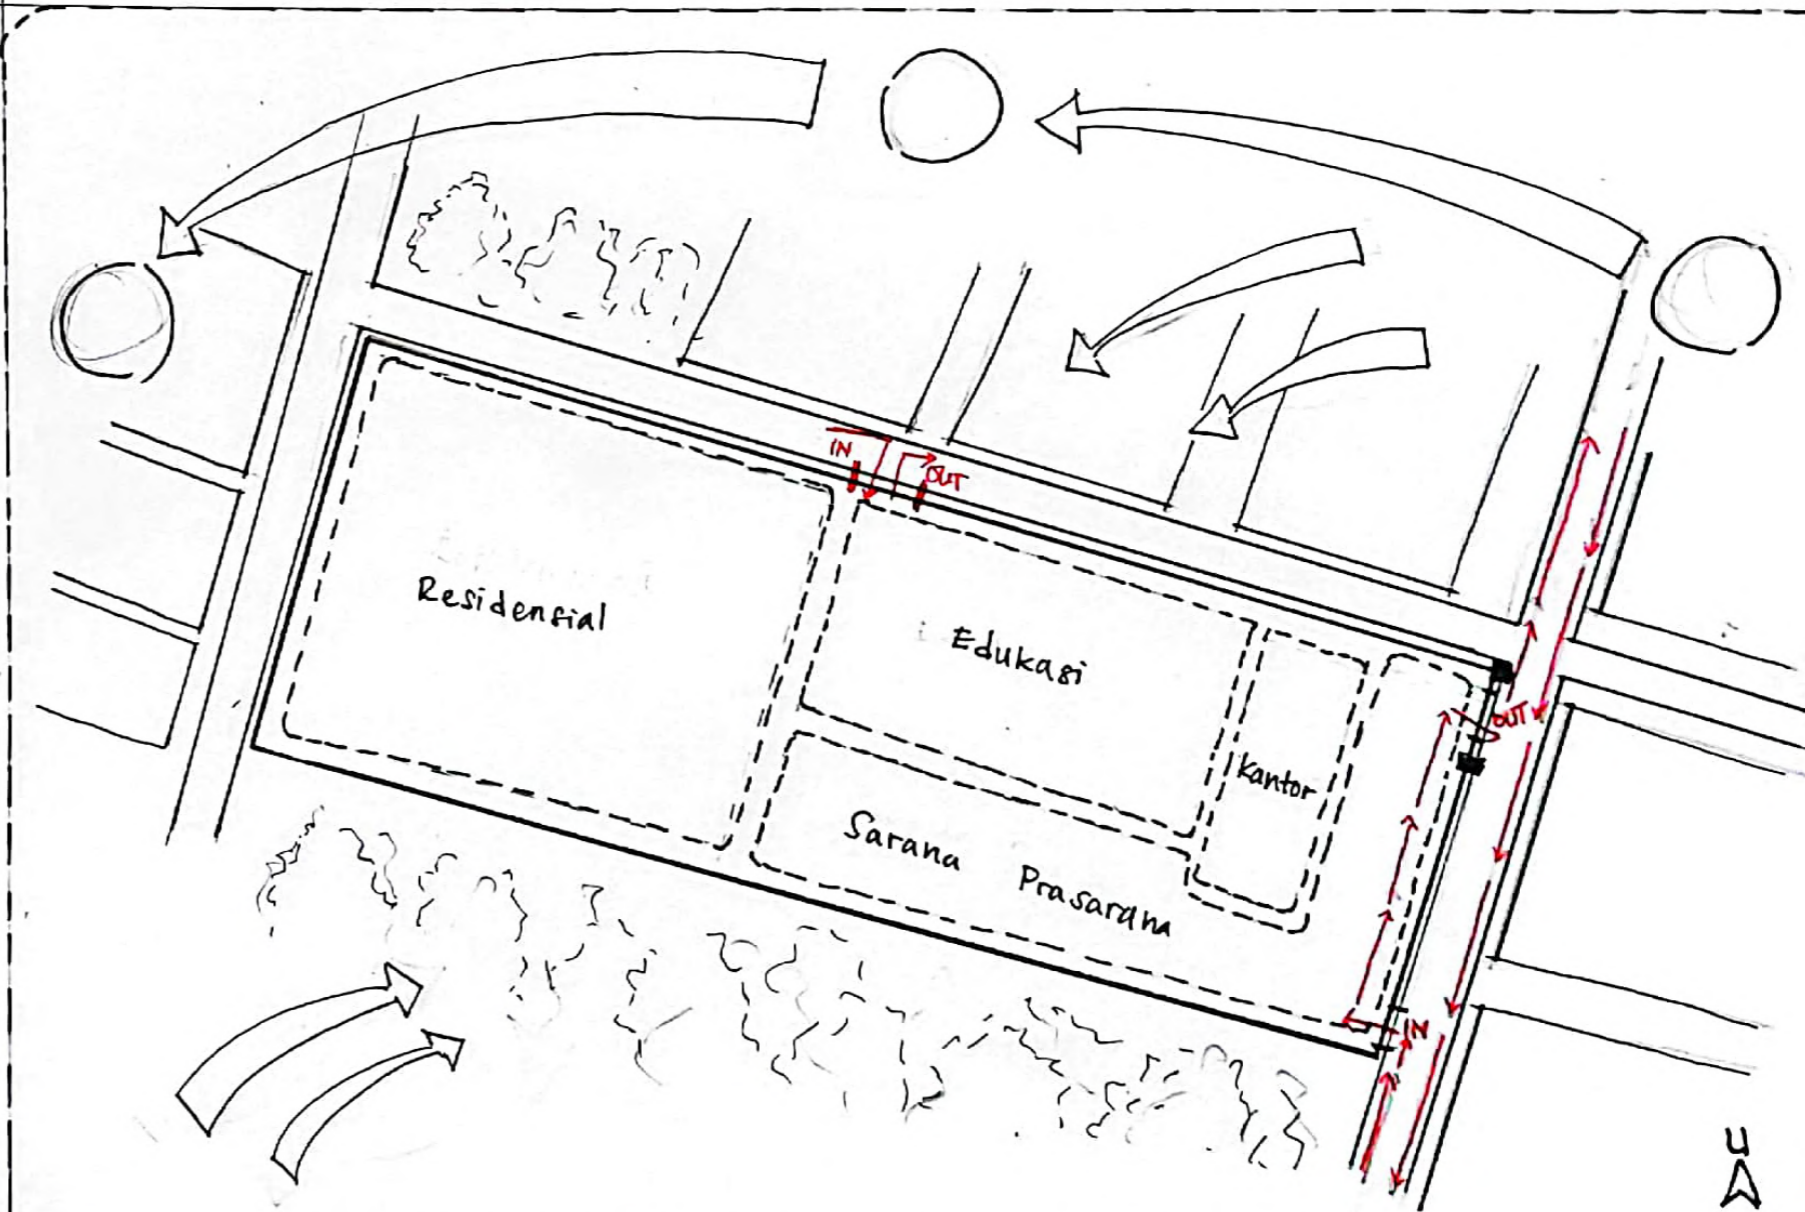 IN
OUT
Residensial
Edukasi
OUT
Kantor
Sarana Prasarana
IN
U